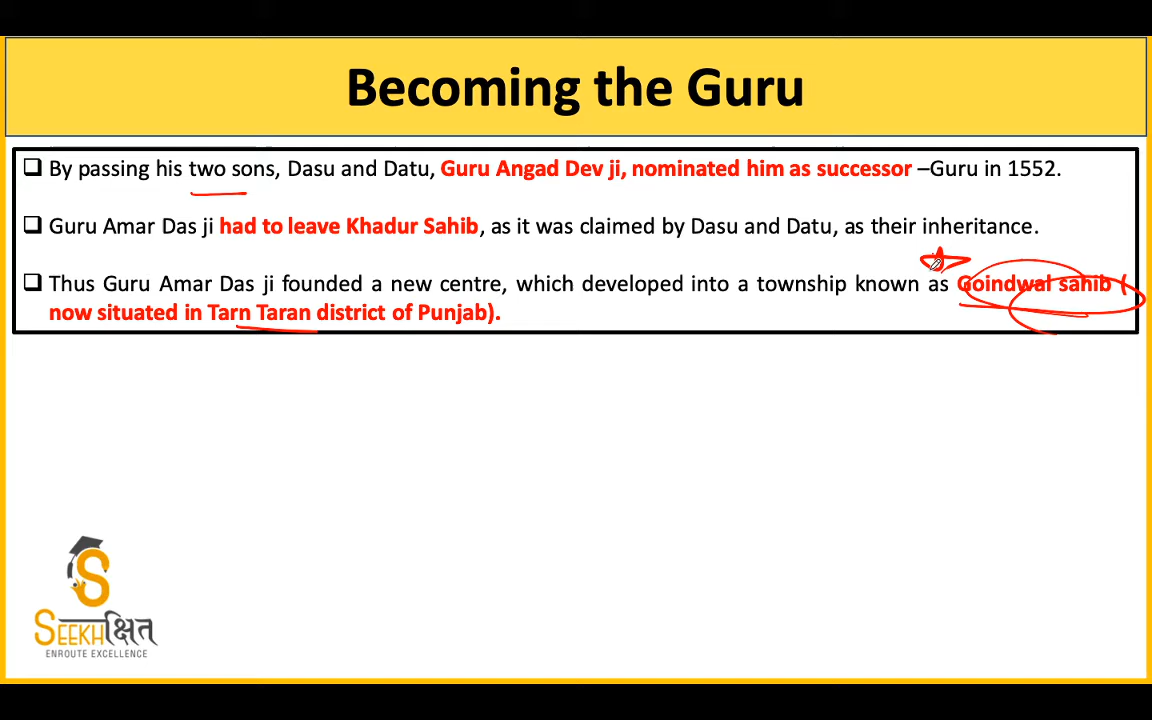 Becoming the Guru
❑ By passing his two sons, Dasu and Datu, Guru Angad Dev ji, nominated him as successor –Guru in 1552.
❑ Guru Amar Das ji had to leave Khadur Sahib, as it was claimed by Dasu and Datu, as their inheritance.
❑ Thus Guru Amar Das ji founded a new centre, which developed into a township known as Goindwal sahib (
now situated in Tarn Taran district of Punjab).
SEEKHक्षित
ENROUTE EXCELLENCE